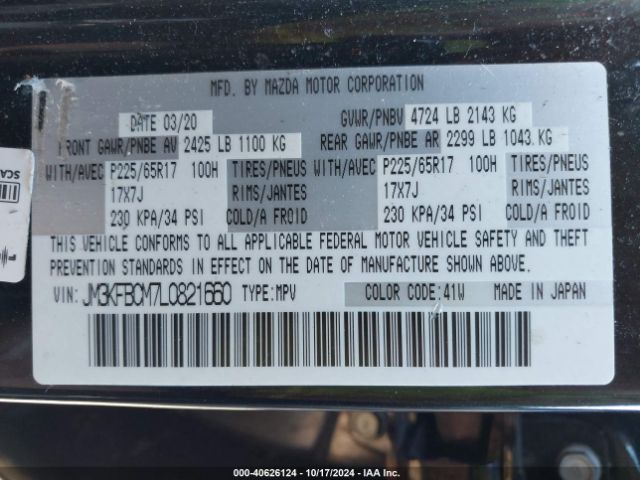 MFD. BY MAZDA MOTOR CORPORATION
DATE 03/20 GVWR/PNBV 4724 LB 2143 KG
FRONT GAWR/PNBE AV 2425 LB 1100 KG REAR GAWR/PNBE AR 2299 LB 1043 KG
WITH/AVEC P225/65R17 100H TIRES/PNEUS WITH/AVEC P225/65R17 100H TIRES/PNEUS
17X7J RIMS/JANTES 17X7J RIMS/JANTES
230 KPA/34 PSI COLD/A FROID 230 KPA/34 PSI COLD/A FROID
THIS VEHICLE CONFORMS TO ALL APPLICABLE FEDERAL MOTOR VEHICLE SAFETY AND THEFT
PREVENTION STANDARDS IN EFFECT ON THE DATE OF MANUFACTURE SHOWN ABOVE.
VIN: JM3KFBCM7L0821660 TYPE:MPV COLOR CODE:41W MADE IN JAPAN
000-40626124 - 10/17/2024 - IAA Inc.